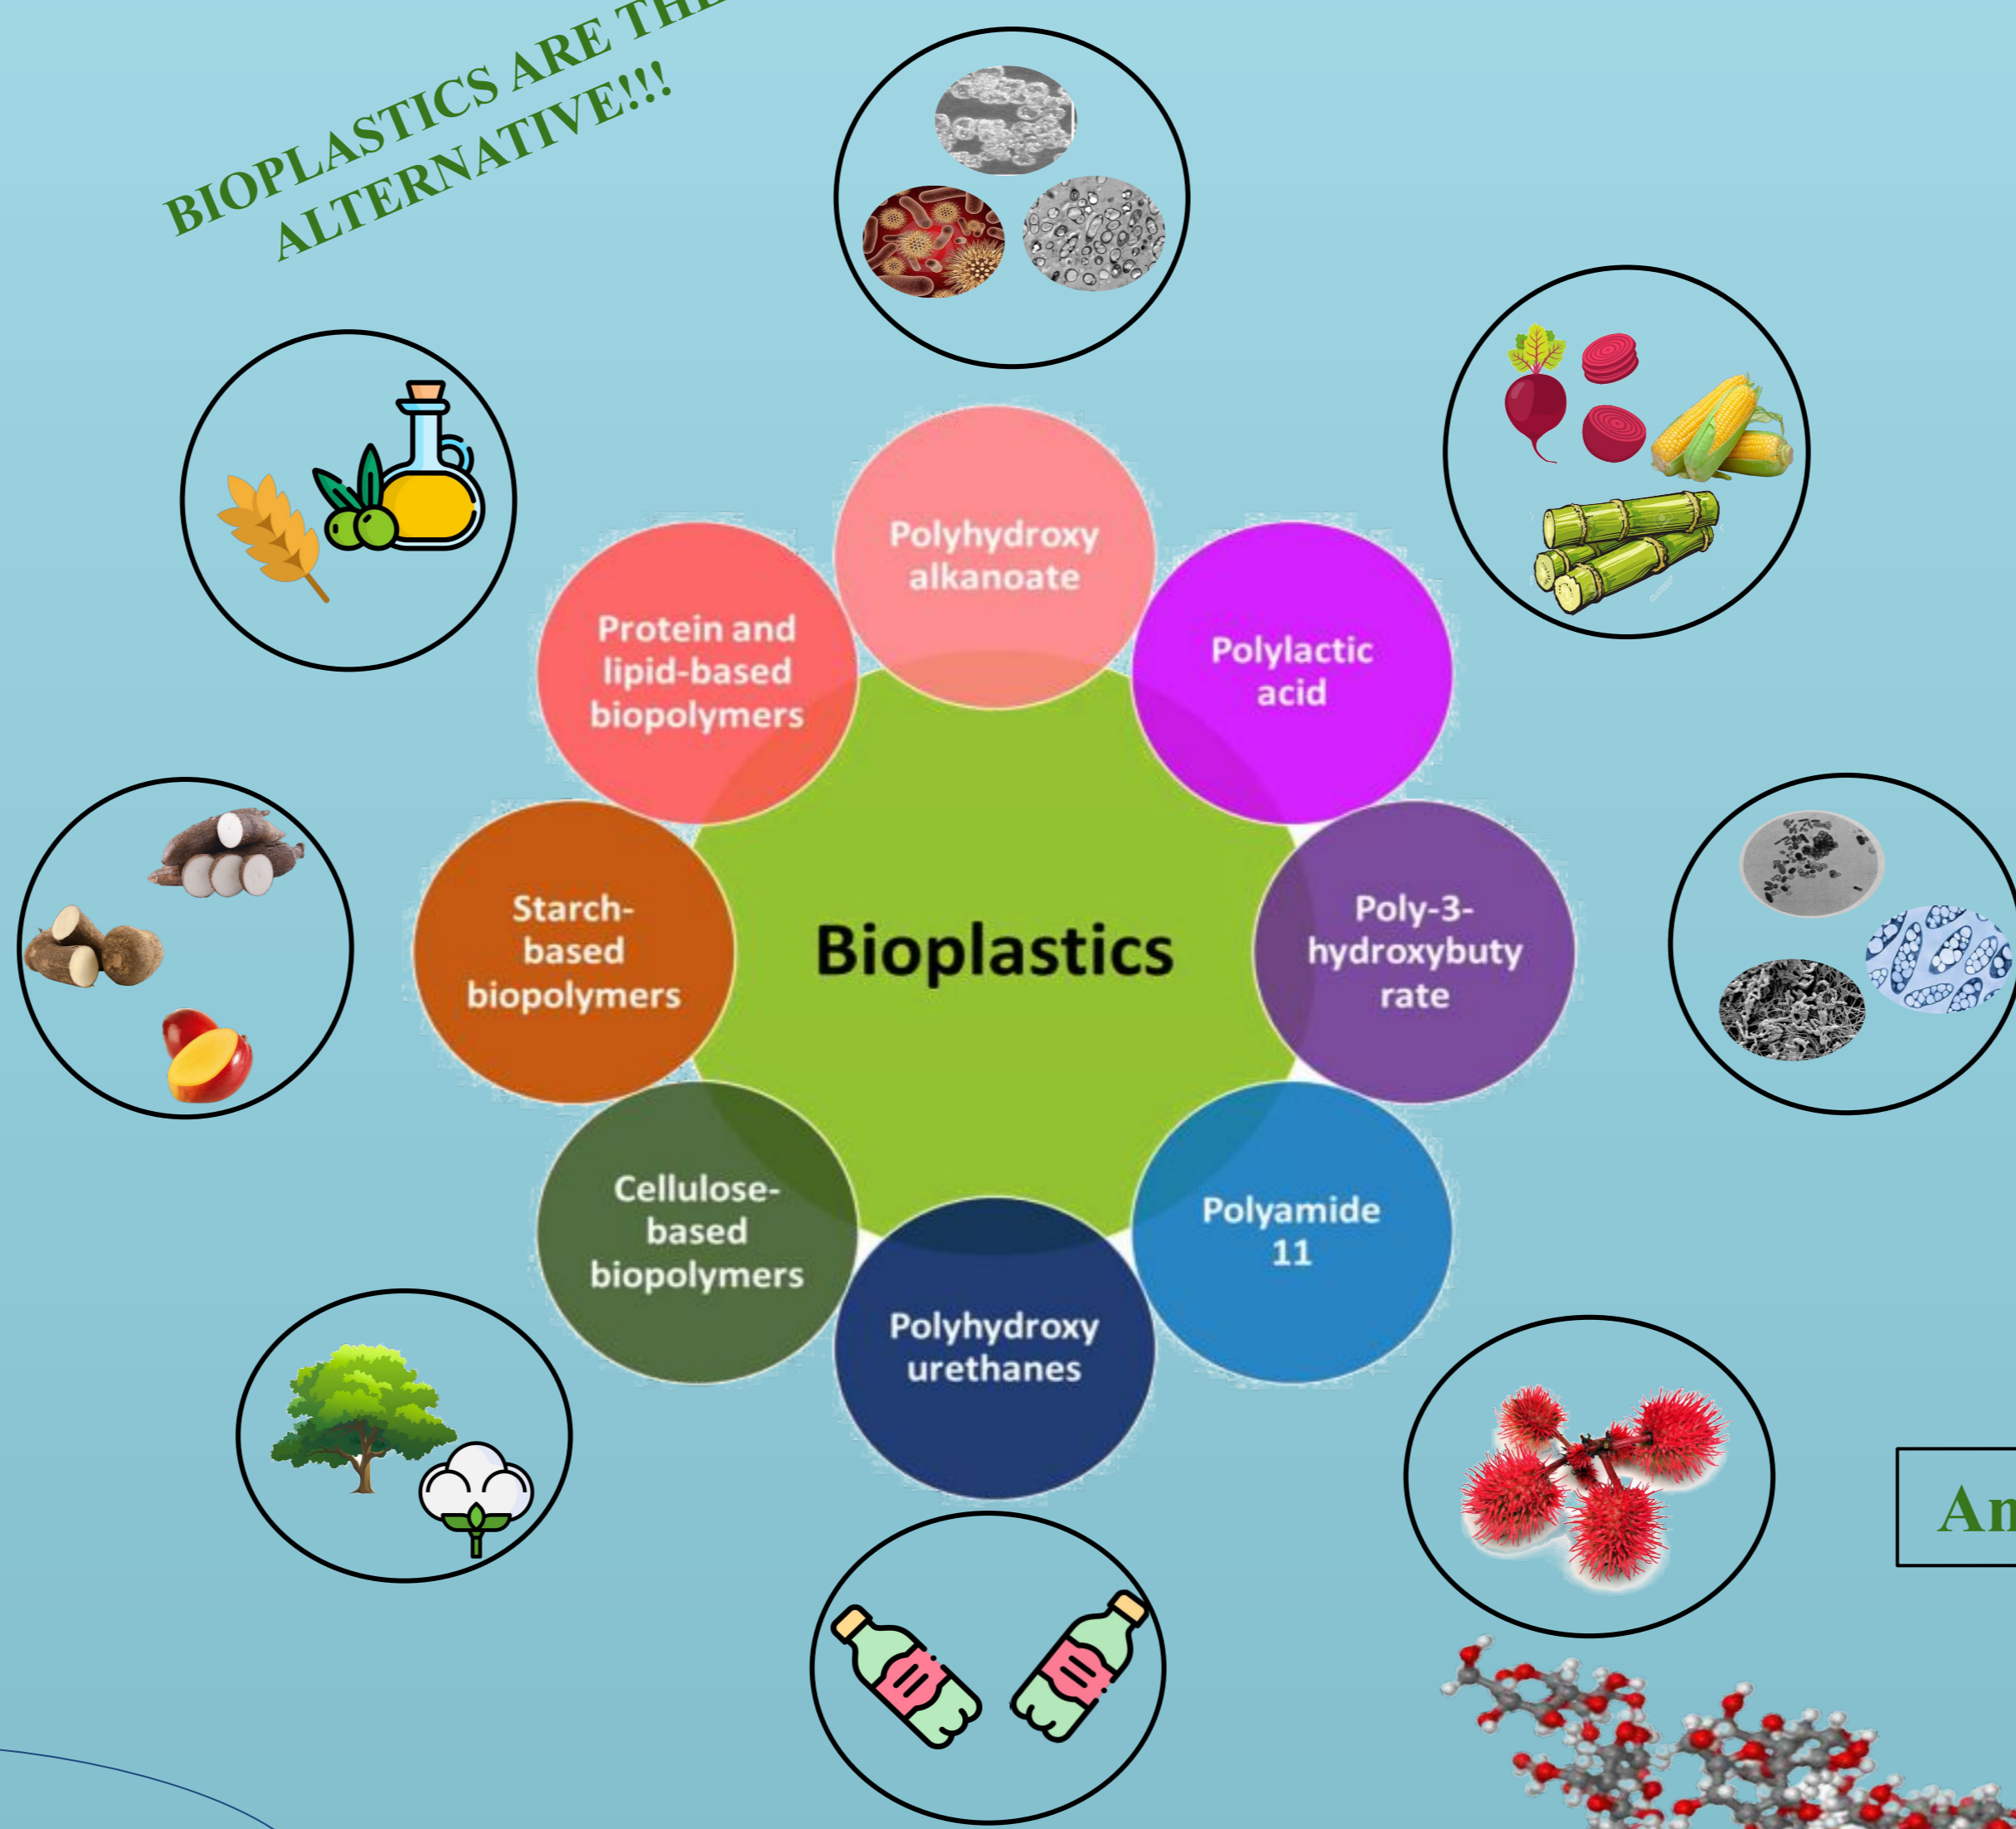 BIOPLASTICS ARE THE
ALTERNATIVE!!!
Polyhydroxy
alkanoate
Polylactic
acid
Poly-3-
hydroxybuty
rate
Polyamide
11
Polyhydroxy
urethanes
Cellulose-
based
biopolymers
Starch-
based
biopolymers
Protein and
lipid-based
biopolymers
Bioplastics